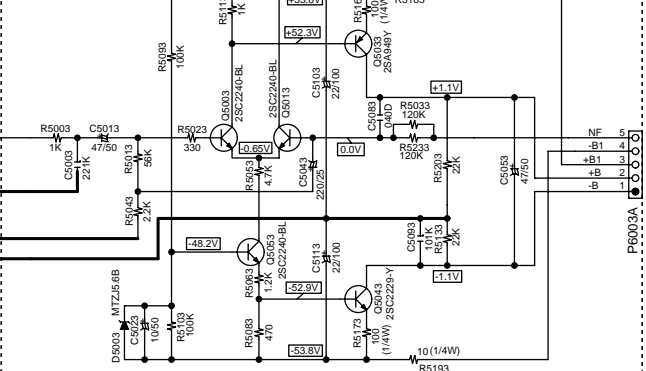 +53.8V
R5183
R511
1K
R516
100
(1/4W)
+52.3V
Q5033
2SA949Y
R5093
100K
Q5003
2SC2240-BL
2SC2240-BL
Q5013
C5103
22/100
+1.1V
C5083
040D
R5033
120K
R5233
120K
R5003
1K
C5013
47/50
R5023
330
-0.65V
0.0V
NF 5
-B1 4
+B1 3
+B 2
-B 1
P6003A
C5003
221K
R5013
56K
R5053
4.7K
C5043
220/25
R5203
22K
C5053
47/50
R5043
2.2K
-48.2V
Q5053
2SC2240-BL
C5113
22/100
C5093
101K
R5133
22K
-1.1V
R5063
1.2K
-52.9V
Q5043
2SC2229-Y
MTZJ5.6B
D5003
C5023
10/50
R5103
100K
R5083
470
R5173
100
(1/4W)
-53.8V
10 (1/4W)
R5193